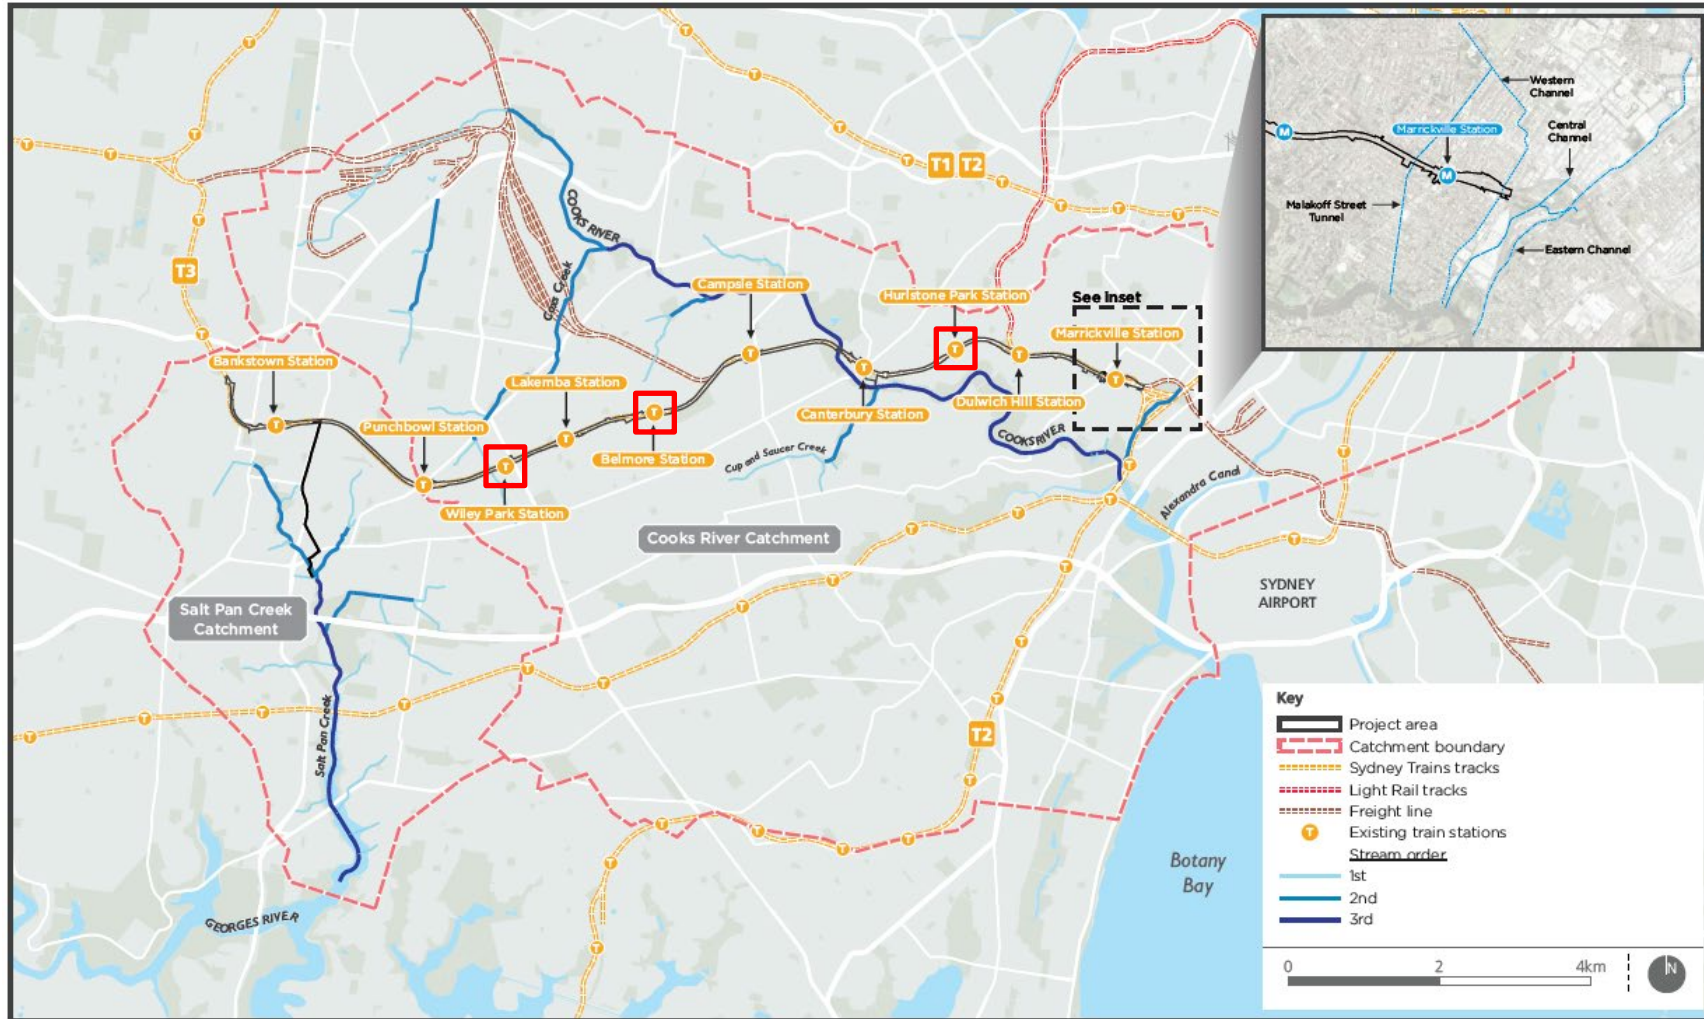 Western
Channel
Central
Channel
Marrickville Station
M
M
Malakoff Street
Tunnel
Eastern Channel
T1 T2
T3
COOKS RIVER
Coxs Creek
Campsie Station
Hurlstone Park Station
See Inset
Marrickville Station
Bankstown Station
Lakemba Station
Punchbowl Station
Canterbury Station
Dulwich Hill Station
COOKS RIVER
Belmore Station
Cup and Saucer Creek
Wiley Park Station
Alexandra Canal
Cooks River Catchment
SYDNEY
AIRPORT
Salt Pan Creek
Catchment
Salt Pan Creek
T2
GEORGES RIVER
Botany
Bay
Key
Project area
Catchment boundary
Sydney Trains tracks
Light Rail tracks
Freight line
T Existing train stations
Stream order
1st
2nd
3rd
0 2 4km
N